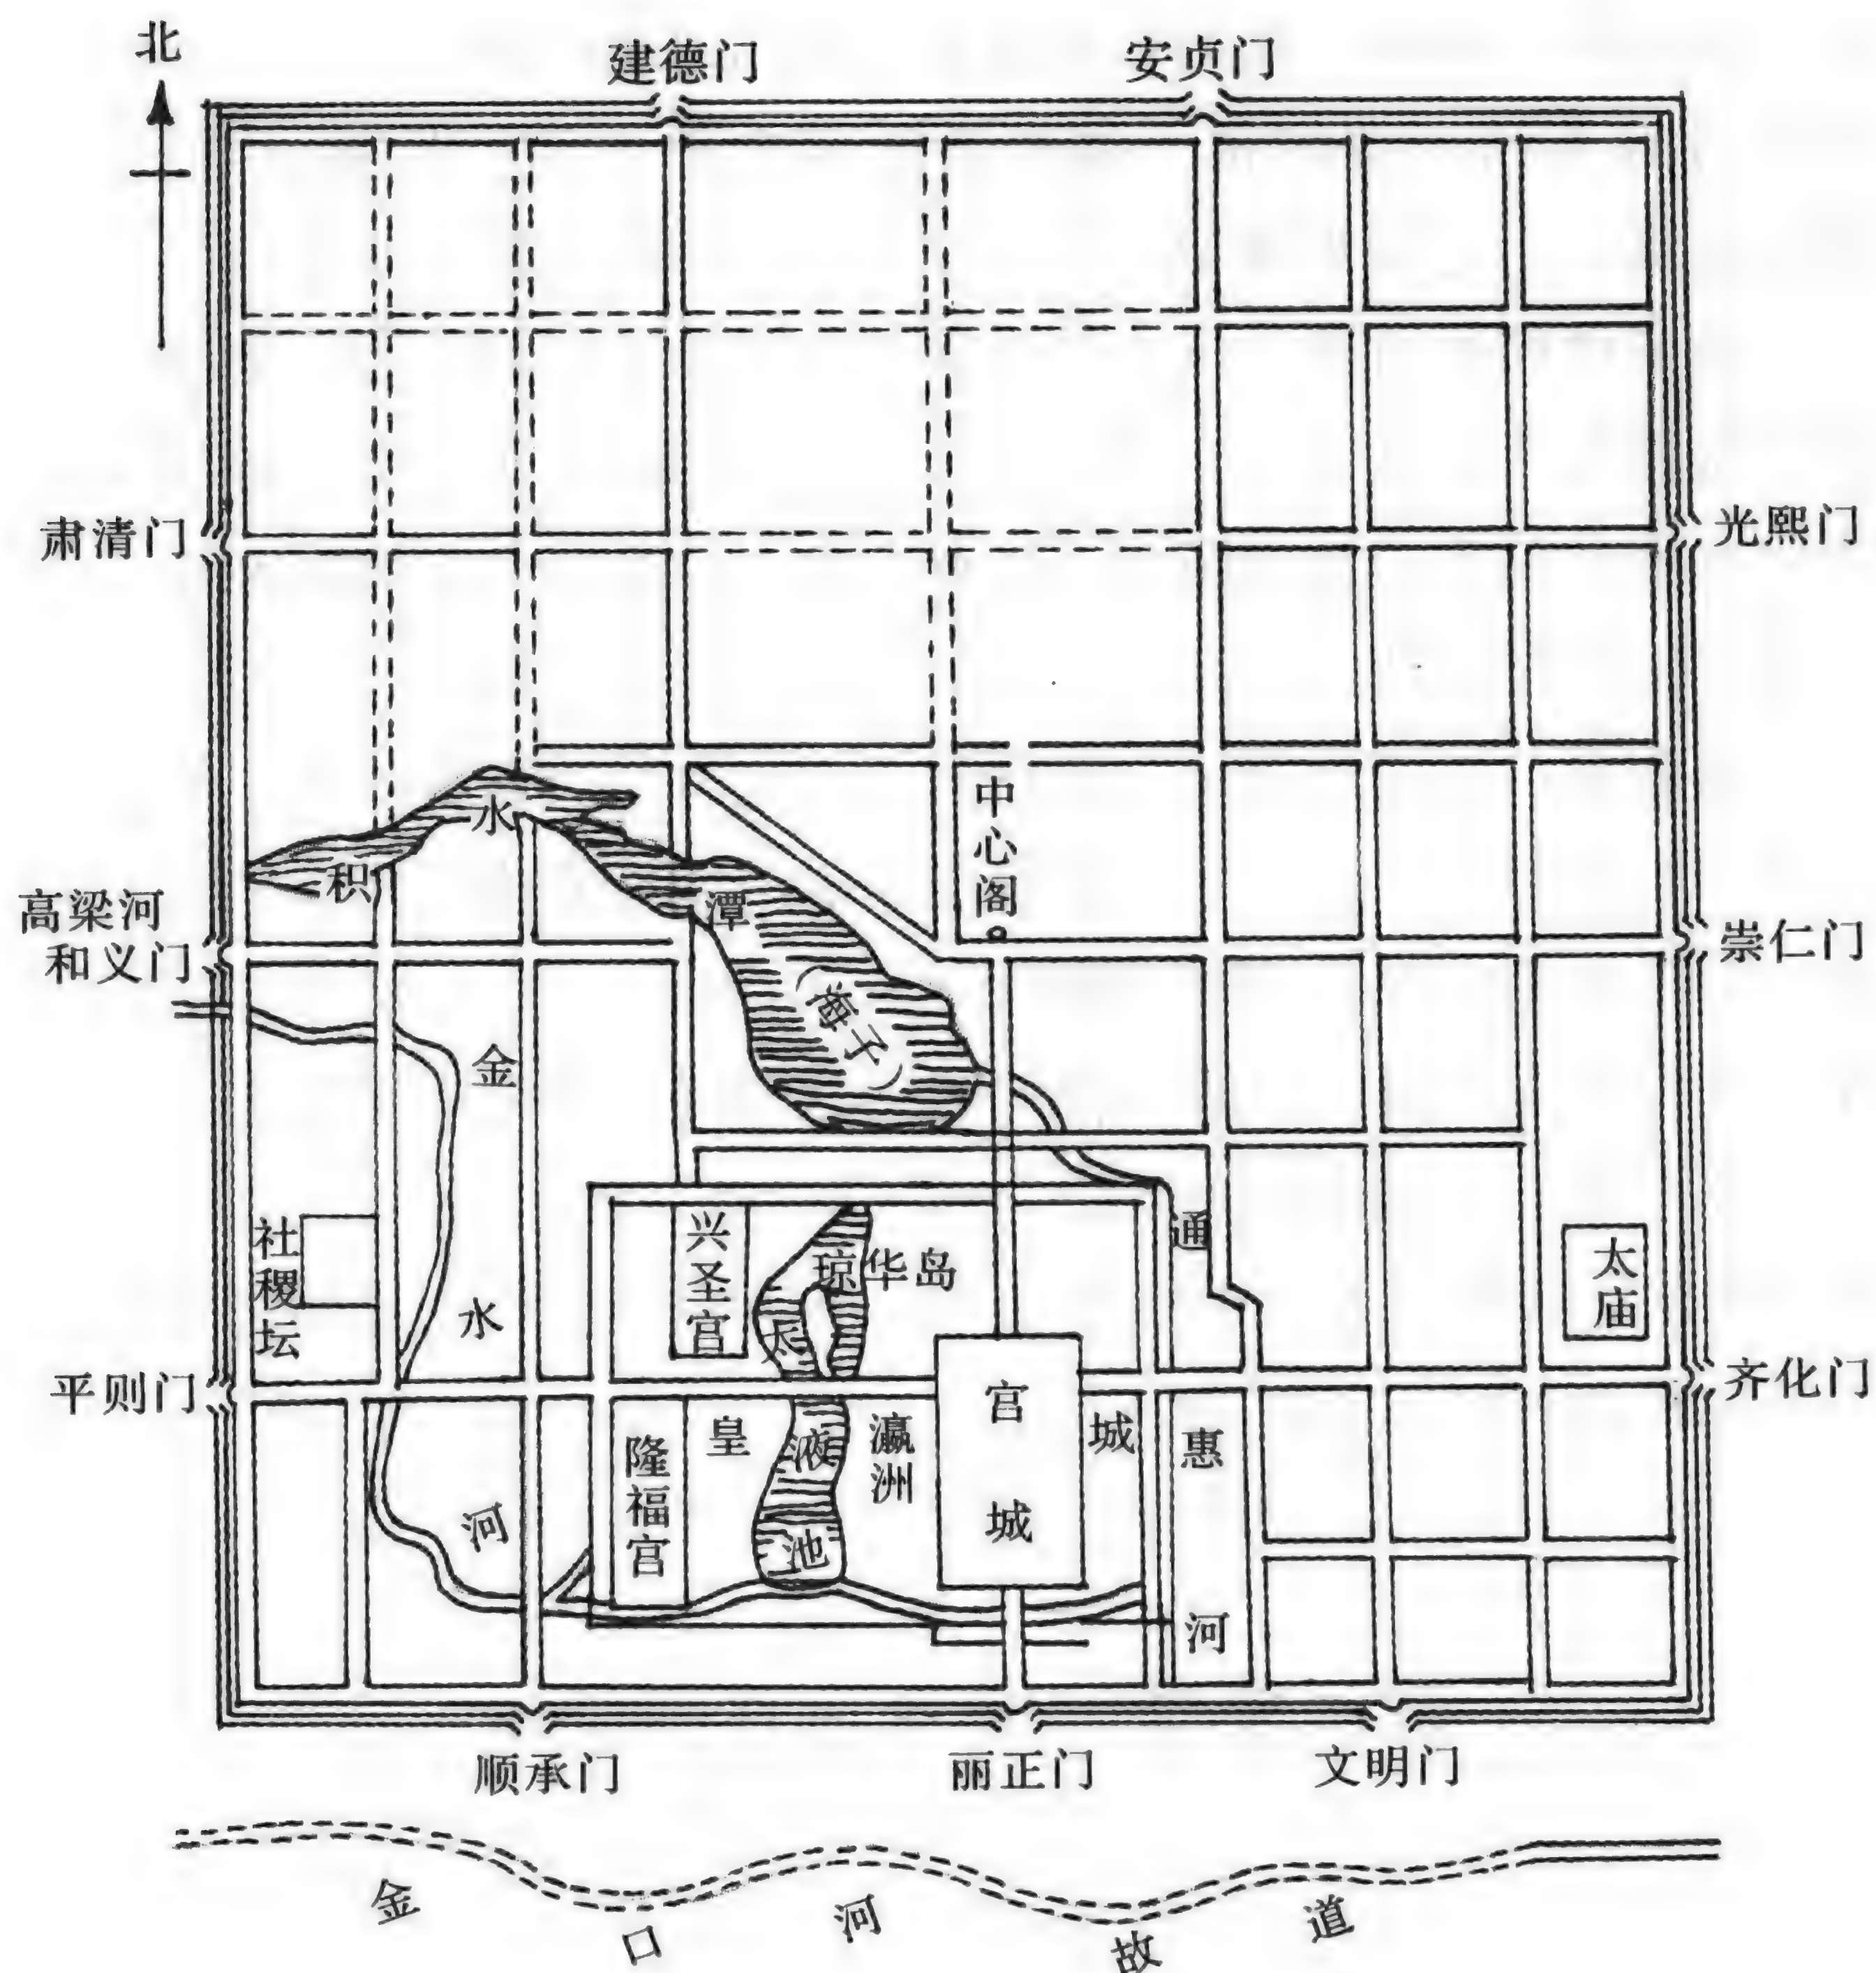 北
建德门
安贞门
肃清门
光熙门
中心阁
积水潭
(海子)
高梁河
和义门
崇仁门
金水河
社稷坛
兴圣宫
琼华岛
通惠河
太庙
平则门
齐化门
隆福宫
皇城
太液池
瀛洲
宫城
顺承门
丽正门
文明门
金口河故道